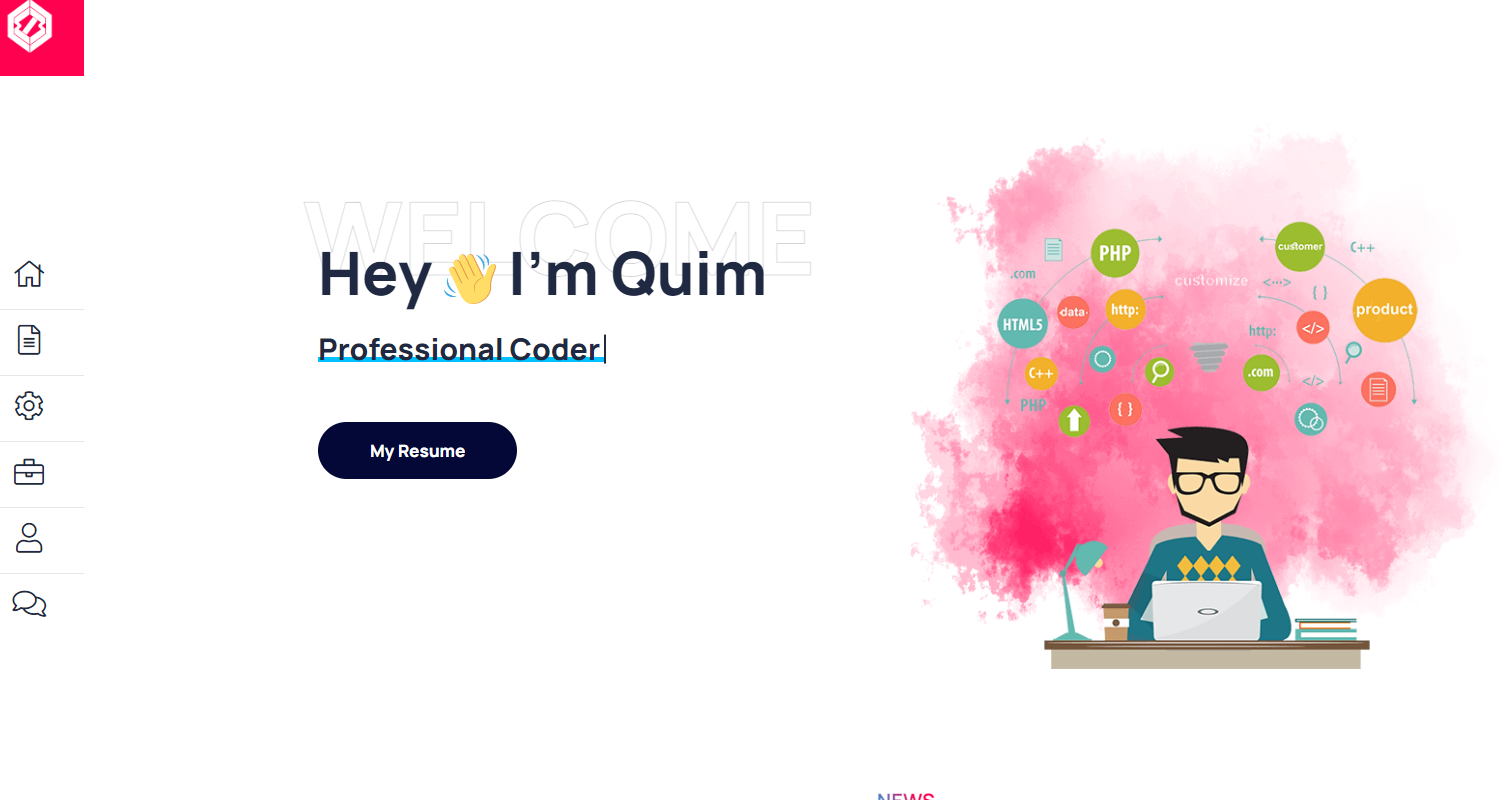 WELCOME
Hey 👋 I’m Quim
Professional Coder
My Resume
PHP
customer
C++
.com
customize
<···>
{ }
data
http:
product
HTML5
http:
</>
C++
.com
</>
PHP
{ }
NEWS